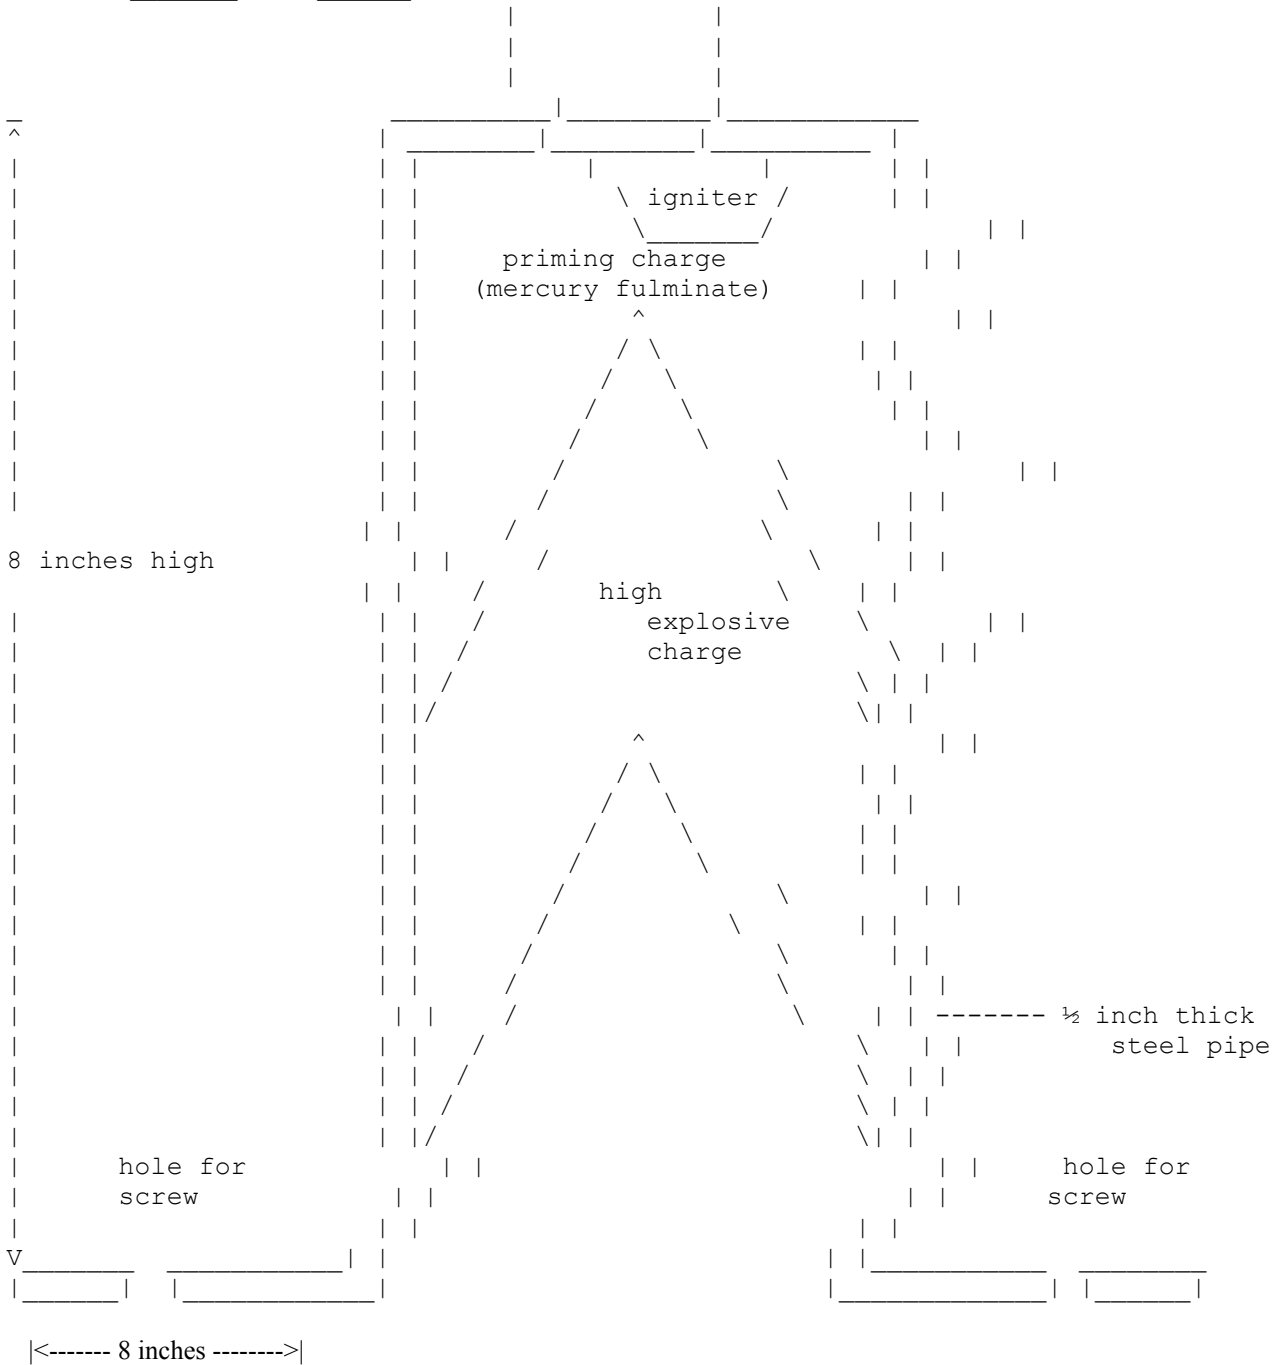 igniter
priming charge
(mercury fulminate)
8 inches high
high
explosive
charge
½ inch thick
steel pipe
hole for
screw
hole for
screw
|<------- 8 inches -------->|